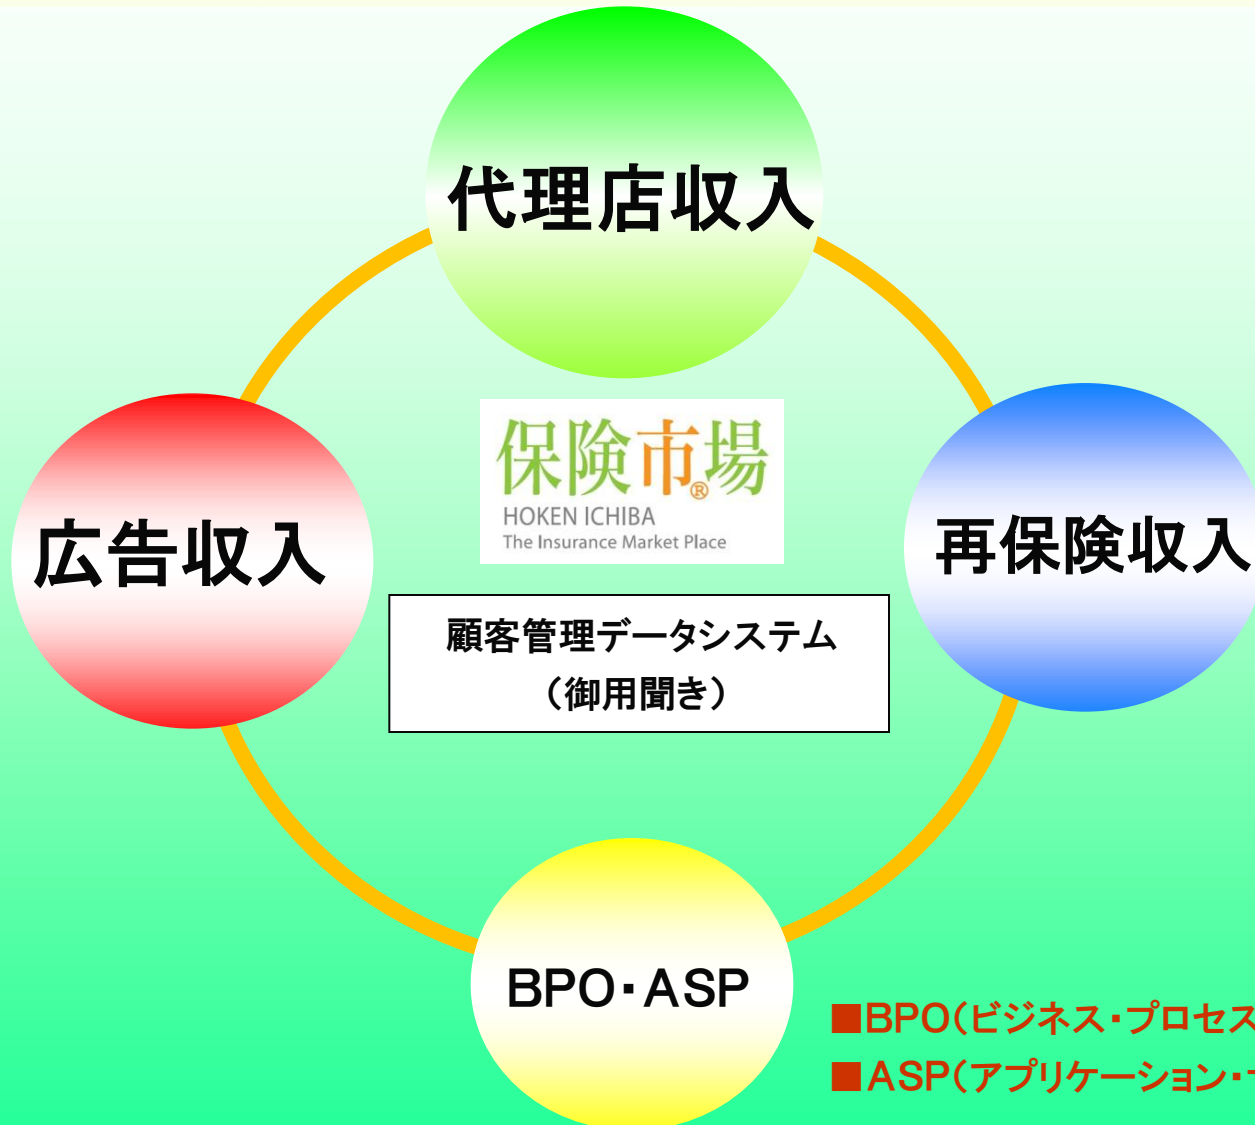 代理店収入
保険市場®
HOKEN ICHIBA
The Insurance Market Place
広告収入
再保険収入
顧客管理データシステム
（御用聞き）
BPO・ASP
■BPO（ビジネス・プロセス
■ASP（アプリケーション・